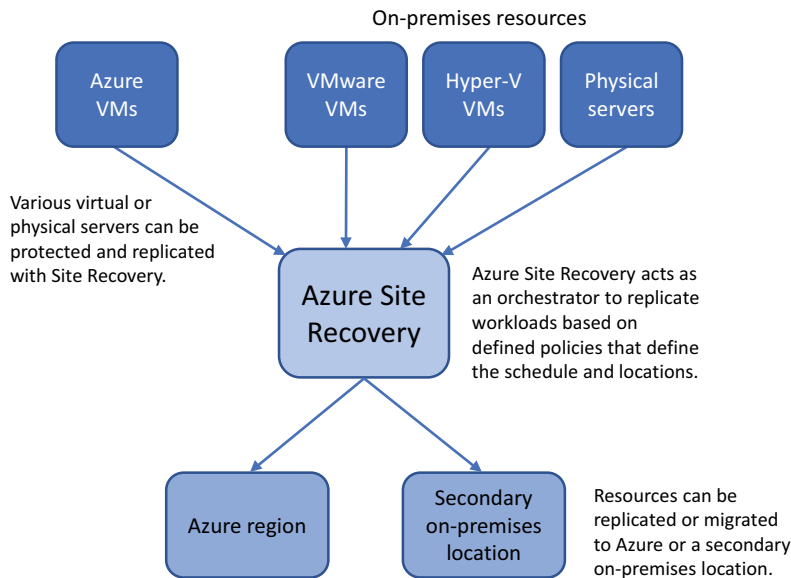 On-premises resources
Azure
VMs
VMware
VMs
Hyper-V
VMs
Physical
servers
Various virtual or
physical servers can be
protected and replicated
with Site Recovery.
Azure Site
Recovery
Azure Site Recovery acts as
an orchestrator to replicate
workloads based on
defined policies that define
the schedule and locations.
Azure region
Secondary
on-premises
location
Resources can be
replicated or migrated
to Azure or a secondary
on-premises location.